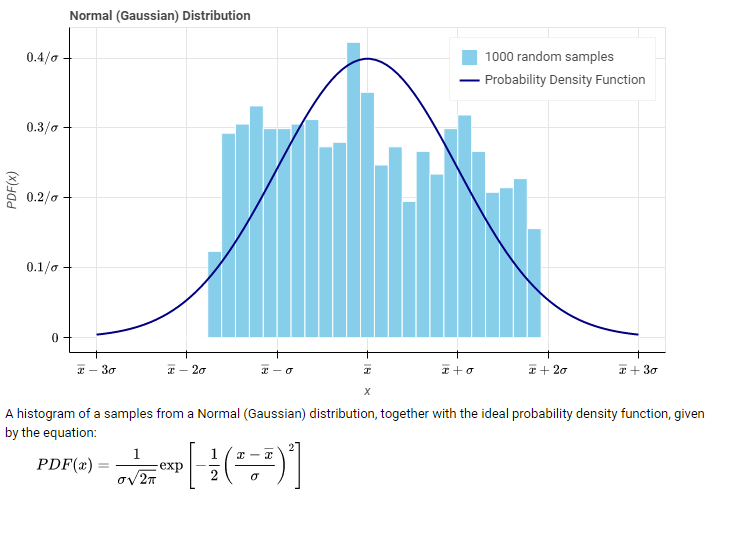 Normal (Gaussian) Distribution
1000 random samples
Probability Density Function
PDF(x)
0.4/σ
0.3/σ
0.2/σ
0.1/σ
0
x̅ − 3σ
x̅ − 2σ
x̅ − σ
x̅
x̅ + σ
x̅ + 2σ
x̅ + 3σ
x
A histogram of a samples from a Normal (Gaussian) distribution, together with the ideal probability density function, given
by the equation:
PDF(x) = 1/(σ√2π) exp[−1/2((x − x̅)/σ)²]